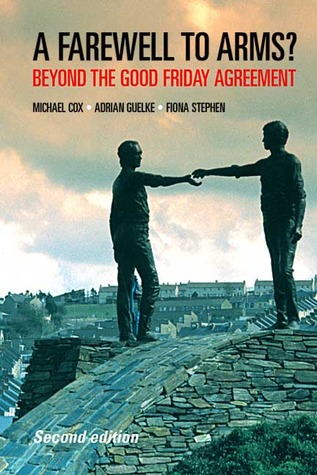 A FAREWELL TO ARMS?
BEYOND THE GOOD FRIDAY AGREEMENT
MICHAEL COX • ADRIAN GUELKE • FIONA STEPHEN
Second edition